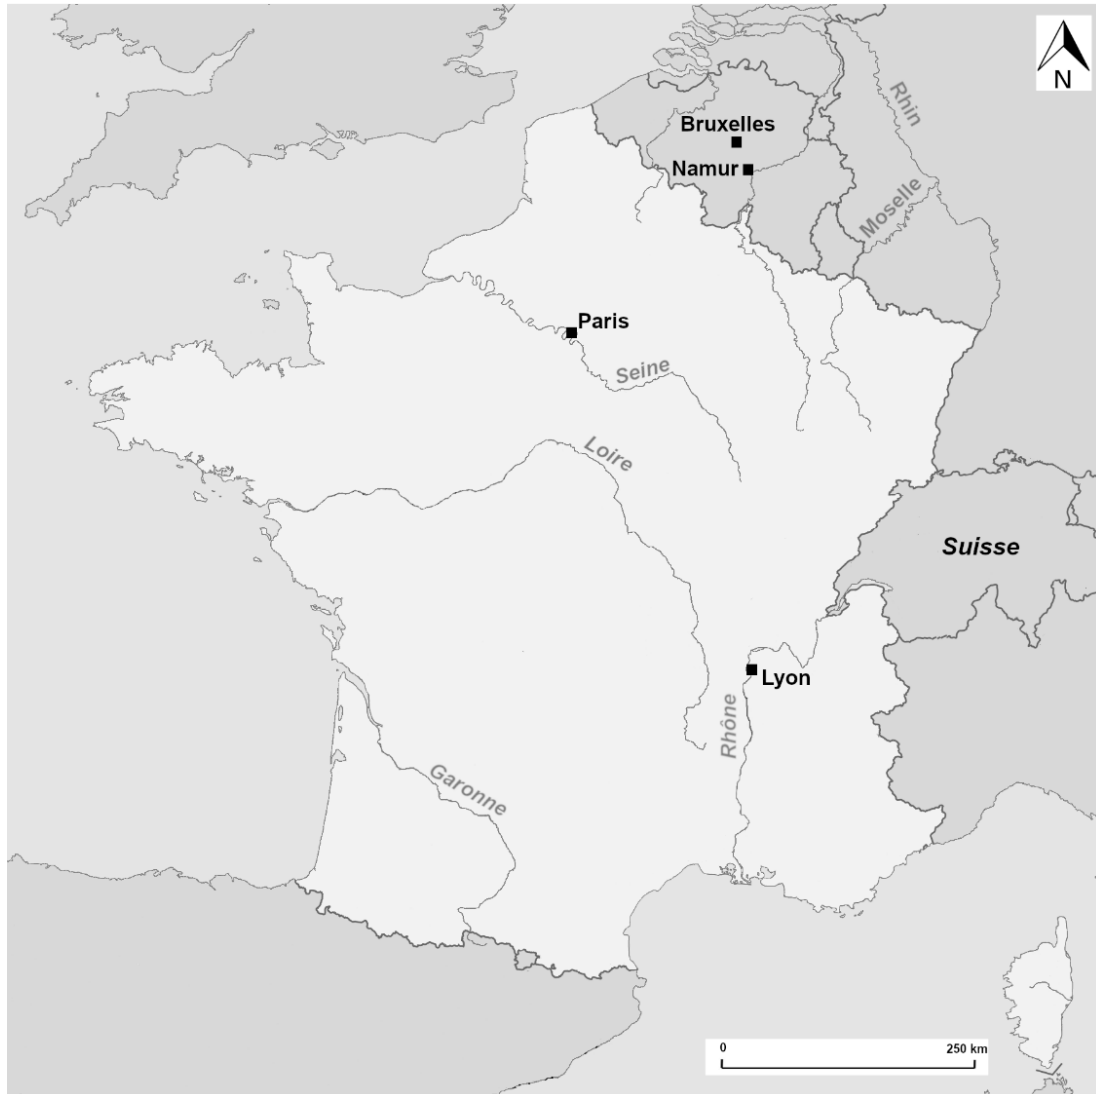 N
Rhin
Bruxelles
Namur
Moselle
Paris
Seine
Loire
Suisse
Lyon
Rhône
Garonne
0 250 km